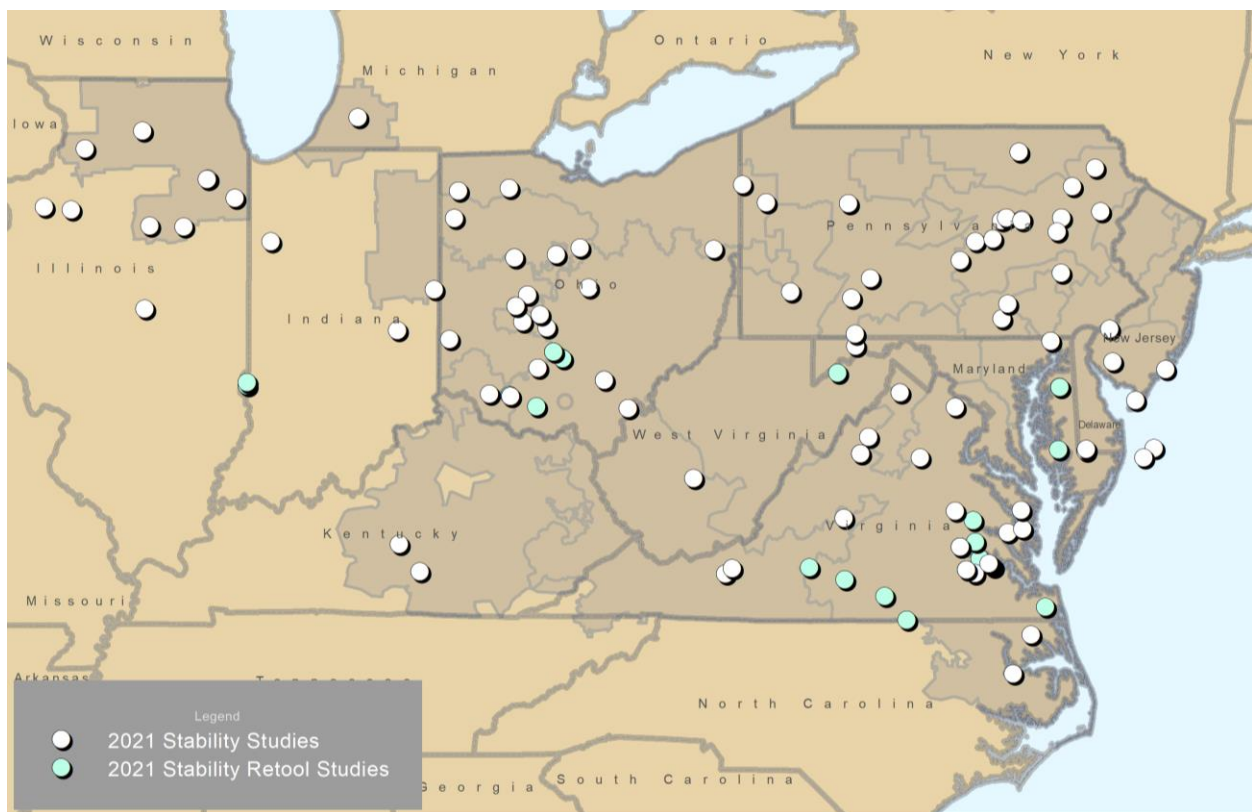 Wisconsin
Ontario
New York
Michigan
Iowa
Pennsylvania
Illinois
Ohio
Indiana
New Jersey
Maryland
Delaware
West Virginia
Virginia
Kentucky
Missouri
Arkansas
North Carolina
Legend
2021 Stability Studies
2021 Stability Retool Studies
Georgia
South Carolina